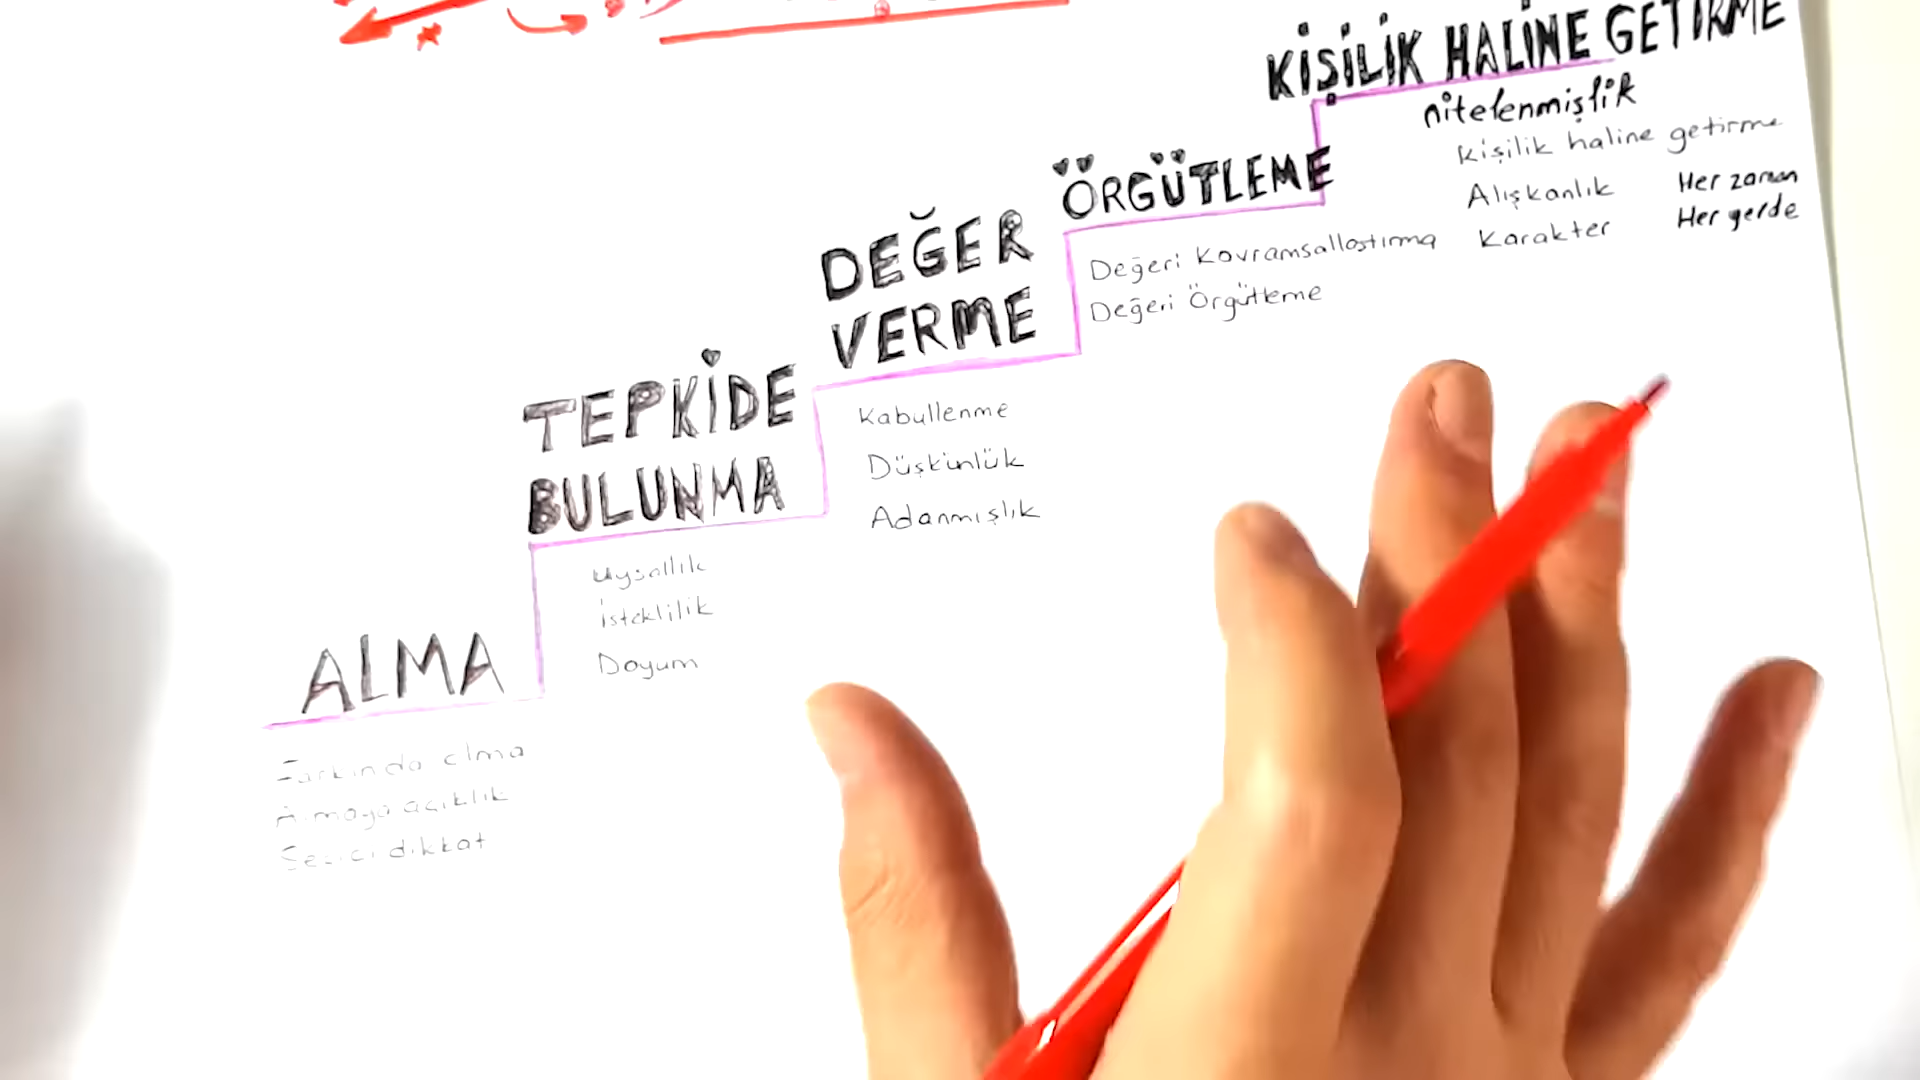 ALMA
Farkında olma
Almaya açıklık
Seçici dikkat
TEPKİDE
BULUNMA
Uysallık
İsteklilik
Doyum
DEĞER
VERME
Kabullenme
Düşkünlük
Adanmışlık
ÖRGÜTLEME
Değeri Kavramsallaştırma
Değeri Örgütleme
KİŞİLİK HALİNE GETİRME
nitelenmişlik
Kişilik haline getirme
Alışkanlık
Karakter
Her zaman
Her yerde